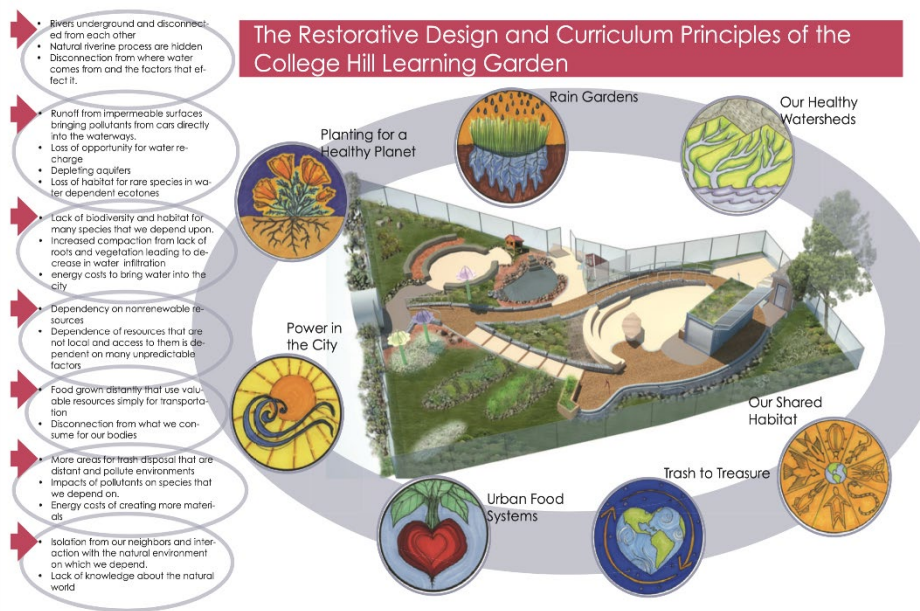 The Restorative Design and Curriculum Principles of the
College Hill Learning Garden
• Rivers underground and disconnect-
ed from each other
• Natural riverine process are hidden
• Disconnection from where water
comes from and the factors that ef-
fect it.
• Runoff from impermeable surfaces
bringing pollutants from cars directly
into the waterways.
• Loss of opportunity for water re-
charge
• Depleting aquifers
• Loss of habitat for rare species in wa-
ter dependent ecotones
• Lack of biodiversity and habitat for
many species that we depend upon.
• Increased compaction from lack of
roots and vegetation leading to de-
crease in water infiltration
• energy costs to bring water into the
city
• Dependency on nonrenewable re-
sources
• Dependence of resources that are
not local and access to them is de-
pendent on many unpredictable
factors
• Food grown distantly that use valu-
able resources simply for transporta-
tion
• Disconnection from what we con-
sume for our bodies
• More areas for trash disposal that are
distant and pollute environments
• Impacts of pollutants on species that
we depend on.
• Energy costs of creating more materi-
als
• Isolation from our neighbors and inter-
action with the natural environment
on which we depend.
• Lack of knowledge about the natural
world
Rain Gardens
Our Healthy
Watersheds
Planting for a
Healthy Planet
Power in
the City
Our Shared
Habitat
Trash to Treasure
Urban Food
Systems